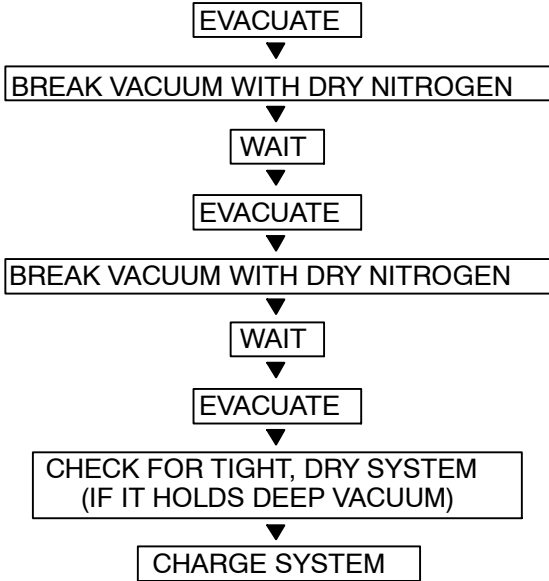 EVACUATE
BREAK VACUUM WITH DRY NITROGEN
WAIT
EVACUATE
BREAK VACUUM WITH DRY NITROGEN
WAIT
EVACUATE
CHECK FOR TIGHT, DRY SYSTEM
(IF IT HOLDS DEEP VACUUM)
CHARGE SYSTEM